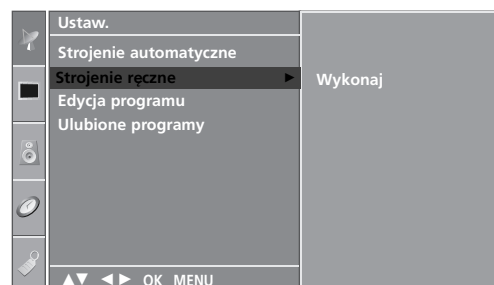 Ustaw.
Strojenie automatyczne
Strojenie ręczne ► Wykonaj
Edycja programu
Ulubione programy
▲▼ ◄► OK MENU